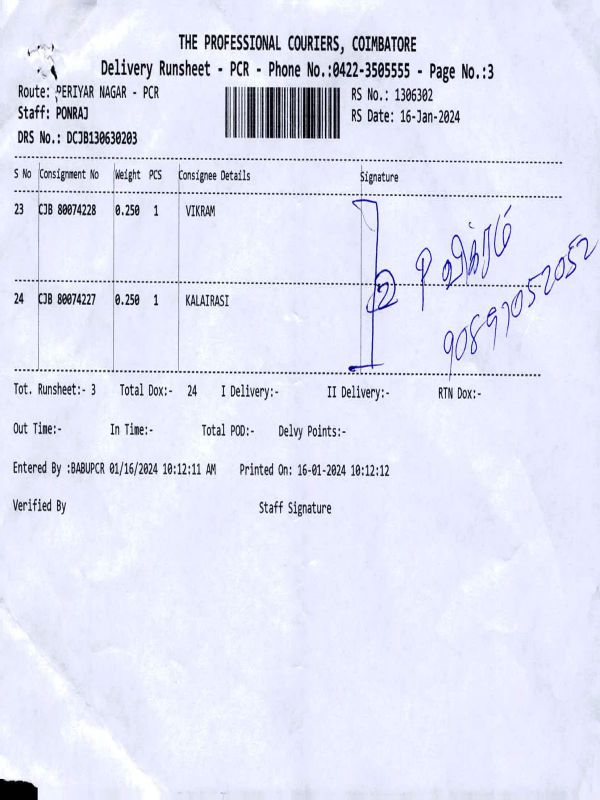 THE PROFESSIONAL COURIERS, COIMBATORE
Delivery Runsheet - PCR - Phone No.:0422-3505555 - Page No.:3
Route: PERIYAR NAGAR - PCR
RS No.: 1306302
Staff: PONRAJ
RS Date: 16-Jan-2024
DRS No.: DCJB130630203
S No Consignment No Weight PCS Consignee Details Signature
23 CJB 80074228 0.250 1 VIKRAM
P விக்ரம்
24 CJB 80074227 0.250 1 KALAIRASI
②
90897052052
Tot. Runsheet:- 3 Total Dox:- 24 I Delivery:- II Delivery:- RTN Dox:-
Out Time:- In Time:- Total POD:- Delvy Points:-
Entered By :BABUPCR 01/16/2024 10:12:11 AM Printed On: 16-01-2024 10:12:12
Verified By Staff Signature